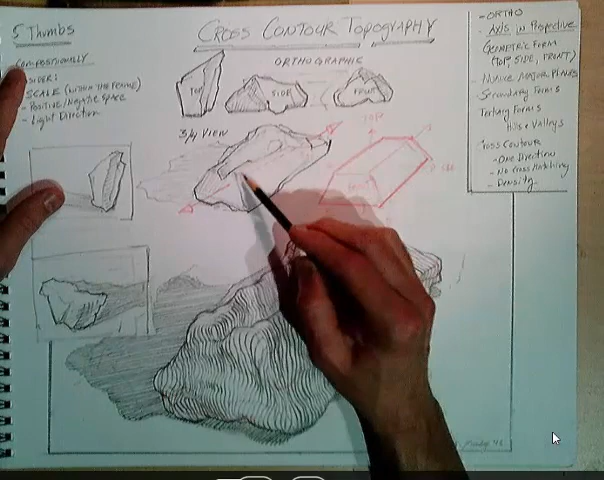 5 Thumbs
Cross Contour Topography
COMPOSITIONALLY
SCALE (WITHIN THE FRAME)
- Positive/Negative Space
- Light Direction
ORTHOGRAPHIC
TOP
SIDE
FRONT
3/4 VIEW
TOP
- ORTHO
- Axis in Perspective
Geometric Form
(TOP, SIDE, FRONT)
Major Planes
Secondary Forms
Tertiary Forms
Hills + Valleys
Cross Contour
- One Direction
- No Cross Hatching
- Density